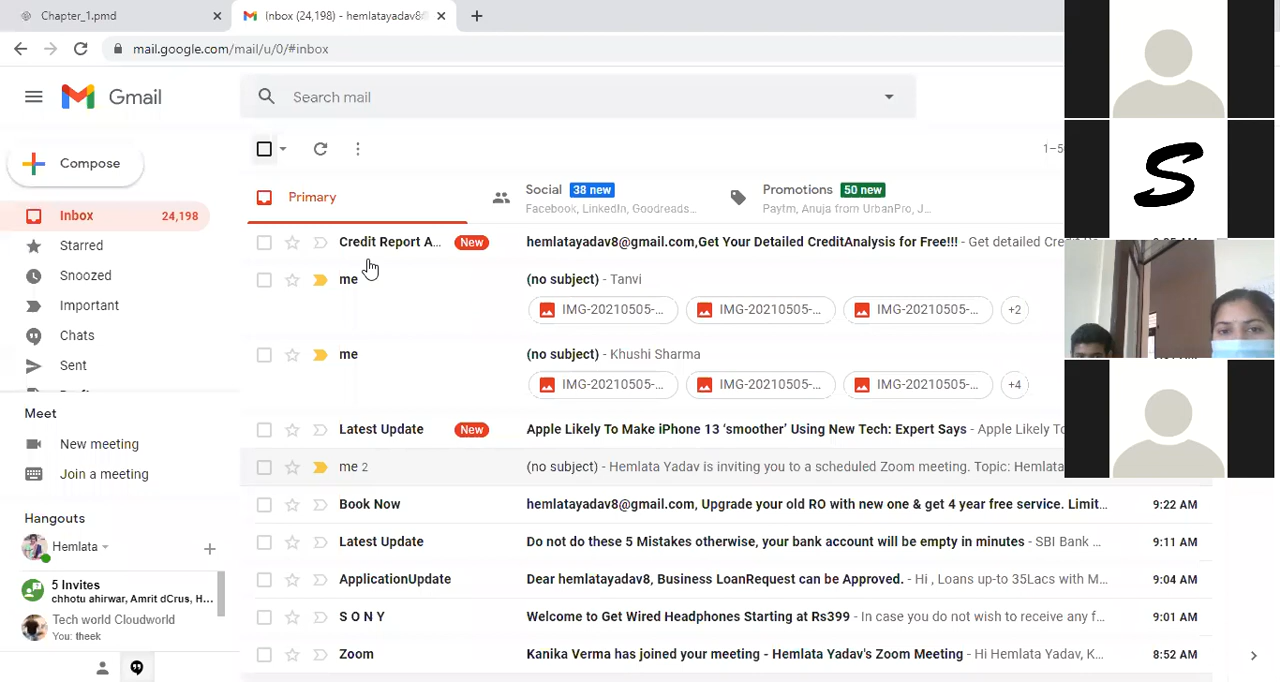 Chapter_1.pmd
Inbox (24,198) - hemlatayadav8@
mail.google.com/mail/u/0/#inbox
Gmail
Search mail
Compose
1–50
Primary
Social 38 new
Facebook, LinkedIn, Goodreads…
Promotions 50 new
Paytm, Anuja from UrbanPro, J…
Inbox 24,198
Starred
Snoozed
Important
Chats
Sent
Meet
New meeting
Join a meeting
Hangouts
Hemlata
5 Invites
chhotu ahirwar, Amrit dCrus, H…
Tech world Cloudworld
You: theek
Credit Report A… New hemlatayadav8@gmail.com,Get Your Detailed CreditAnalysis for Free!!! - Get detailed
me (no subject) - Tanvi
IMG-20210505-… IMG-20210505-… IMG-20210505-… +2
me (no subject) - Khushi Sharma
IMG-20210505-… IMG-20210505-… IMG-20210505-… +4
Latest Update New Apple Likely To Make iPhone 13 ‘smoother’ Using New Tech: Expert Says - Apple Likely To
me 2 (no subject) - Hemlata Yadav is inviting you to a scheduled Zoom meeting. Topic: Hemlata
Book Now hemlatayadav8@gmail.com, Upgrade your old RO with new one & get 4 year free service. Limit… 9:22 AM
Latest Update Do not do these 5 Mistakes otherwise, your bank account will be empty in minutes - SBI Bank … 9:11 AM
ApplicationUpdate Dear hemlatayadav8, Business LoanRequest can be Approved. - Hi , Loans up-to 35Lacs with M… 9:04 AM
S O N Y Welcome to Get Wired Headphones Starting at Rs399 - In case you do not wish to receive any f… 9:01 AM
Zoom Kanika Verma has joined your meeting - Hemlata Yadav's Zoom Meeting - Hi Hemlata Yadav, K… 8:52 AM
S